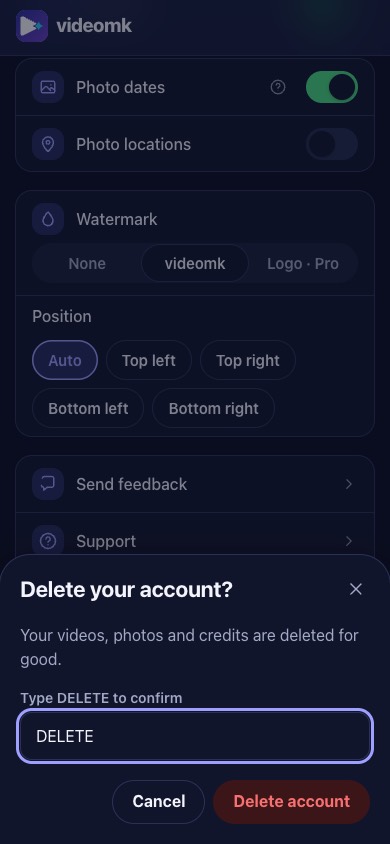 videomk
Photo dates
Photo locations
Watermark
None videomk Logo · Pro
Position
Auto Top left Top right
Bottom left Bottom right
Send feedback
Support
Delete your account?
Your videos, photos and credits are deleted for
good.
Type DELETE to confirm
DELETE
Cancel Delete account